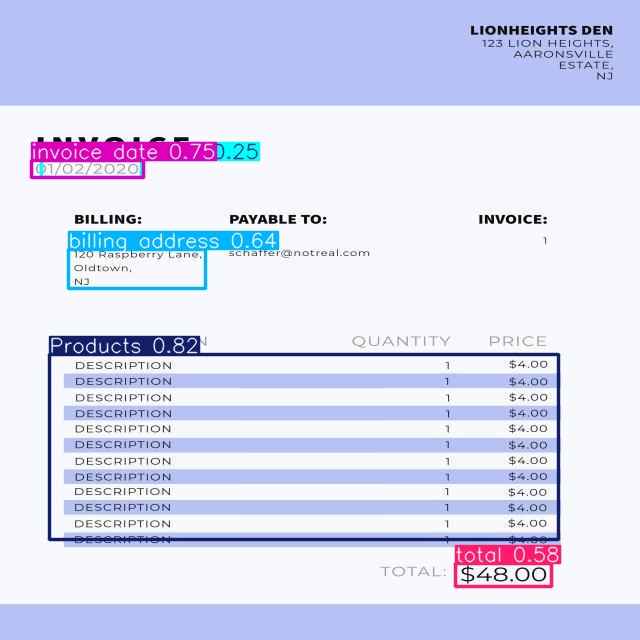 LIONHEIGHTS DEN
123 LION HEIGHTS,
AARONSVILLE
ESTATE,
NJ
INVOICE
invoice date 0.75 0.25
01/02/2020
BILLING: PAYABLE TO: INVOICE:
billing address 0.64 1
120 Raspberry Lane, schaffer@notreal.com
Oldtown,
NJ
Products 0.82 QUANTITY PRICE
DESCRIPTION 1 $4.00
DESCRIPTION 1 $4.00
DESCRIPTION 1 $4.00
DESCRIPTION 1 $4.00
DESCRIPTION 1 $4.00
DESCRIPTION 1 $4.00
DESCRIPTION 1 $4.00
DESCRIPTION 1 $4.00
DESCRIPTION 1 $4.00
DESCRIPTION 1 $4.00
DESCRIPTION 1 $4.00
DESCRIPTION 1 $4.00
total 0.58
TOTAL: $48.00